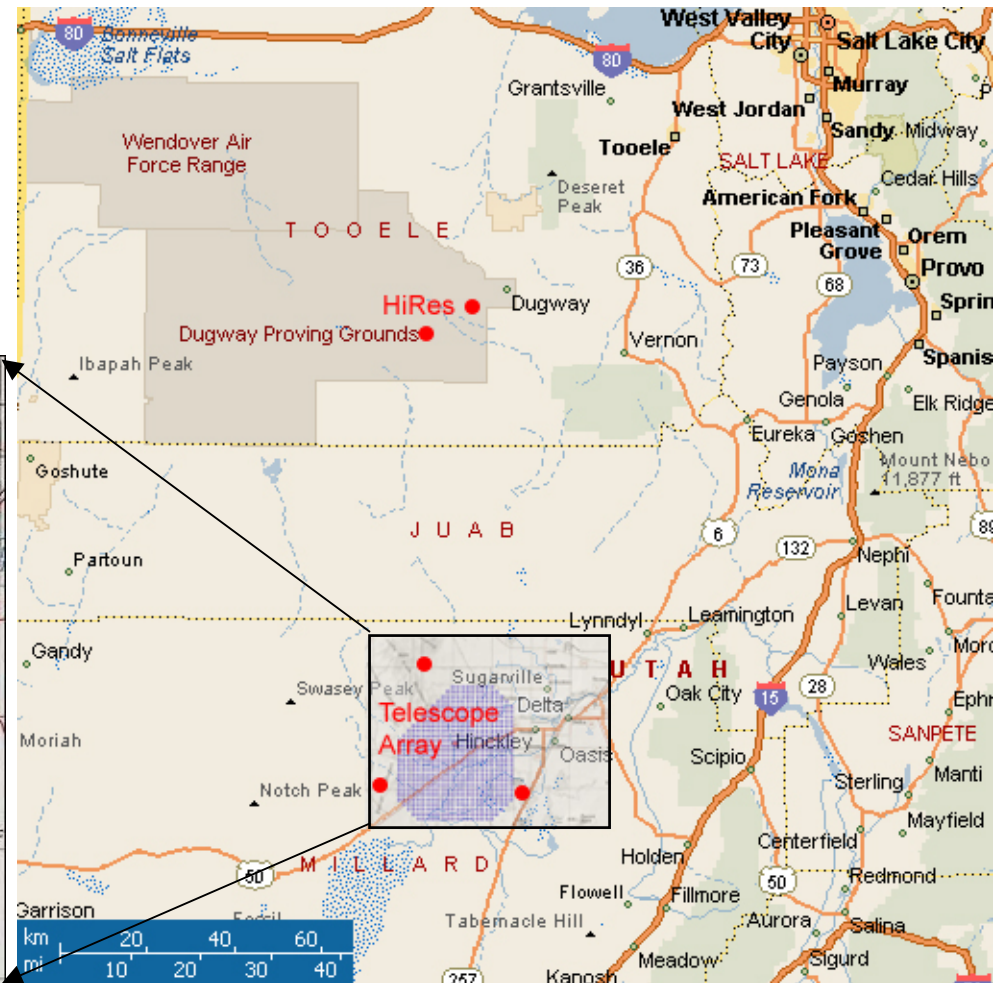 West Valley
City
80
Bonneville
Salt Flats
Salt Lake City
80
Grantsville
Murray
West Jordan
Wendover Air
Force Range
Tooele
Sandy
Midway
SALT LAKE
Deseret
Peak
Cedar Hills
American Fork
TOOELE
Pleasant
Grove
Orem
36
73
Provo
68
HiRes
Dugway
Sprin
Dugway Proving Grounds
Vernon
Spanis
Ibapah Peak
Payson
Genola
Elk Ridge
Eureka
Goshen
Goshute
Mona
Reservoir
Mount Nebo
11,877 ft
JUAB
6
132
89
Nephi
Partoun
Levan
Founta
Lynndyl
Leamington
Gandy
Moro
Wales
UTAH
Swasey Peak
Sugarville
Oak City
15
28
Ephr
Telescope
Array
Delta
Hinckley
Oasis
Moriah
SANPETE
Scipio
Manti
Notch Peak
Sterling
Mayfield
Centerfield
MILLARD
Holden
50
50
Redmond
Flowell
Fillmore
Garrison
Aurora
Salina
Tabernacle Hill
km 20 40 60
mi 10 20 30 40
Meadow
Sigurd
257
Kanosh